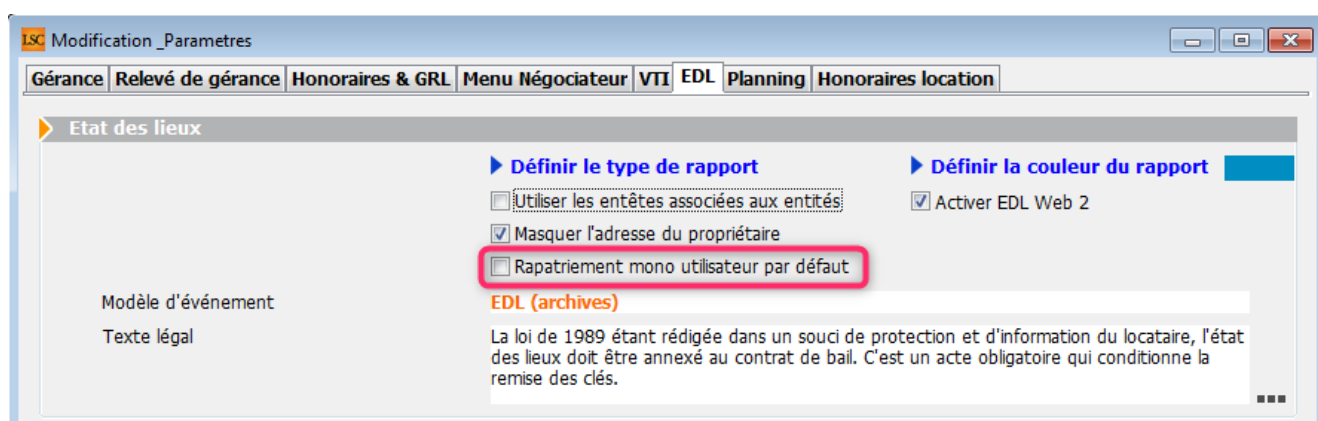 LSC Modification _Parametres
Gérance Relevé de gérance Honoraires & GRL Menu Négociateur VTI EDL Planning Honoraires location
Etat des lieux
Définir le type de rapport Définir la couleur du rapport
Utiliser les entêtes associées aux entités Activer EDL Web 2
Masquer l'adresse du propriétaire
Rapatriement mono utilisateur par défaut
Modèle d'événement EDL (archives)
Texte légal La loi de 1989 étant rédigée dans un souci de protection et d'information du locataire, l'état
des lieux doit être annexé au contrat de bail. C'est un acte obligatoire qui conditionne la
remise des clés.